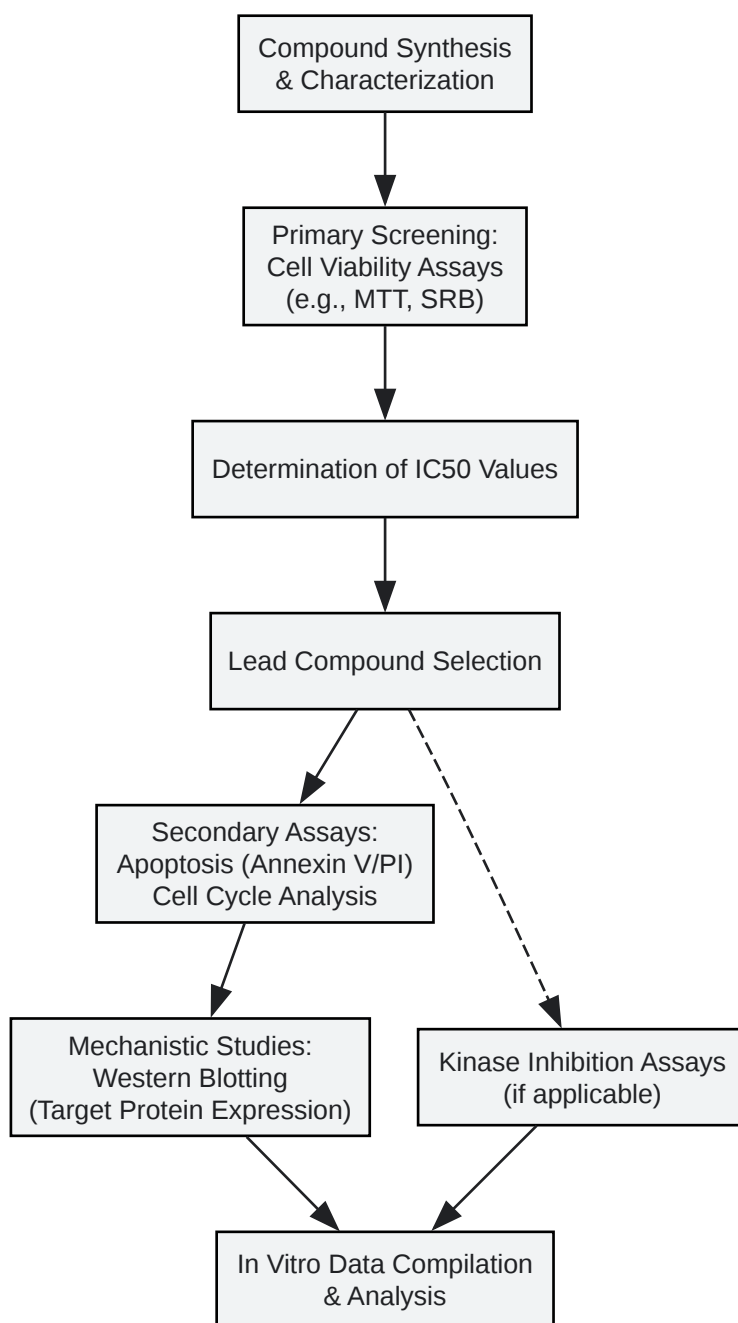 Compound Synthesis
& Characterization
Primary Screening:
Cell Viability Assays
(e.g., MTT, SRB)
Determination of IC50 Values
Lead Compound Selection
Secondary Assays:
Apoptosis (Annexin V/PI)
Cell Cycle Analysis
Mechanistic Studies:
Western Blotting
(Target Protein Expression)
Kinase Inhibition Assays
(if applicable)
In Vitro Data Compilation
& Analysis